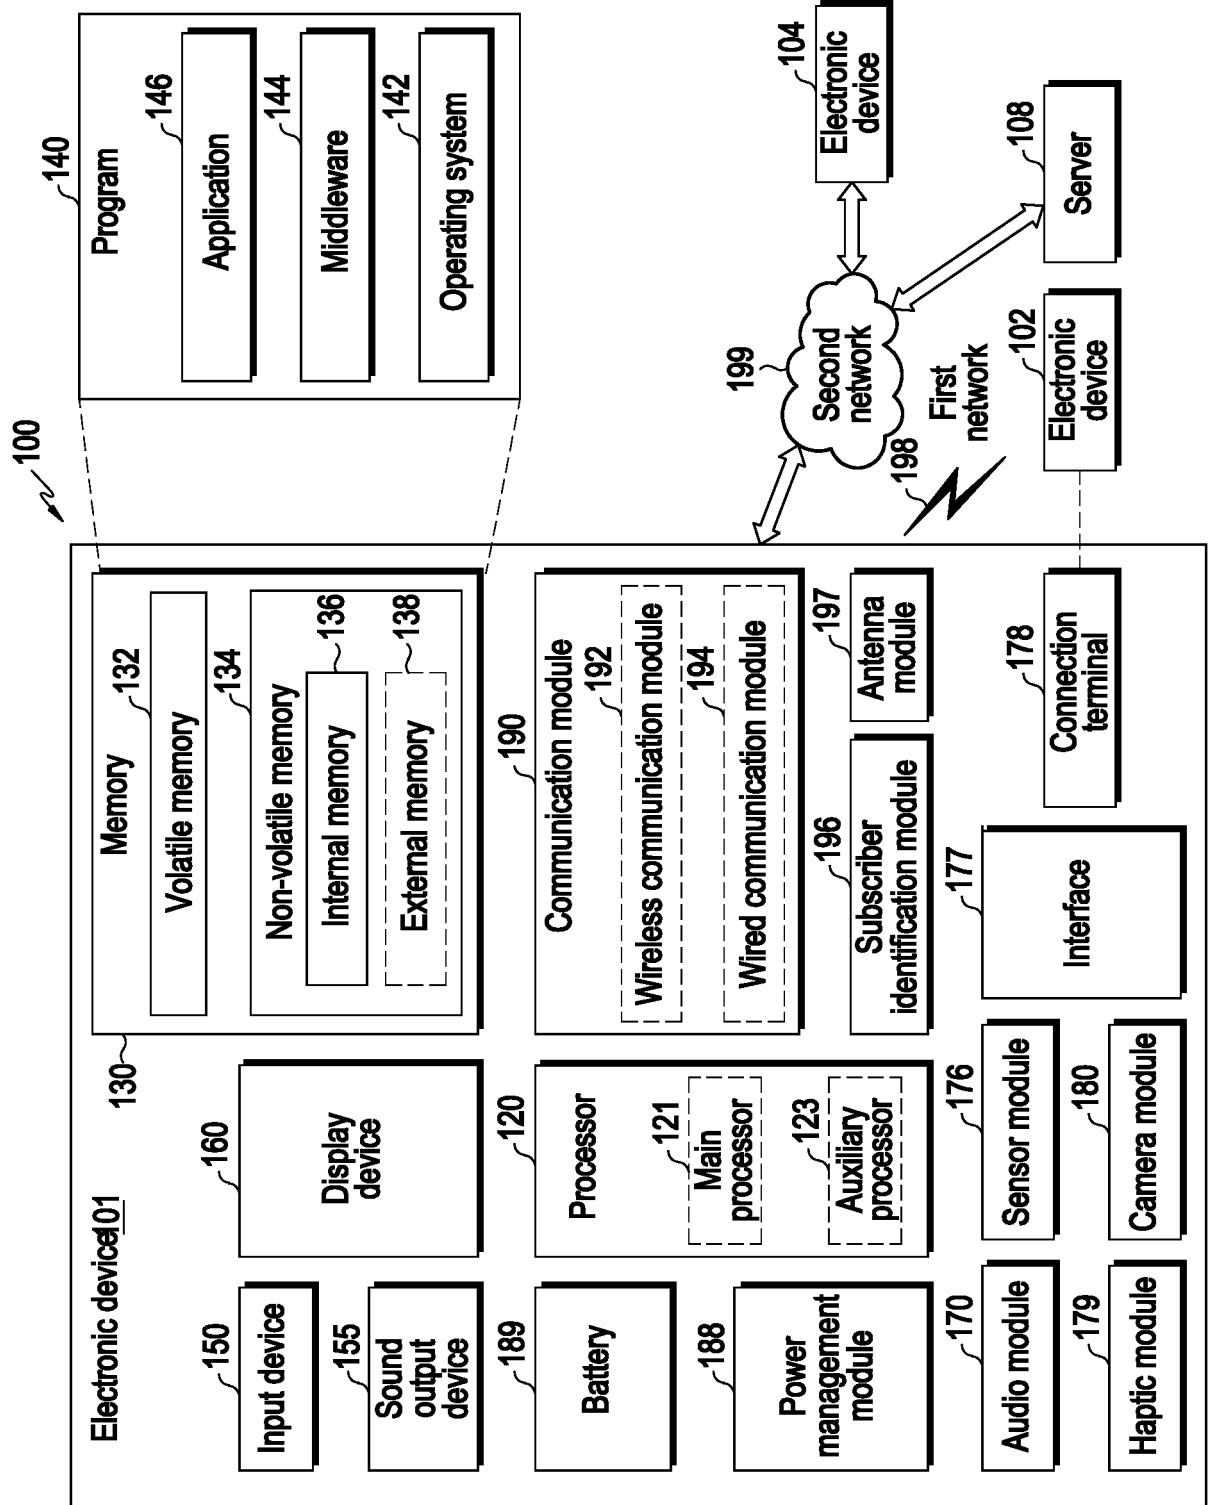 100
Electronic device101
Input device
150
Sound
output
device
155
Battery
189
Power
management
module
188
Audio module
170
Haptic module
179
Display
device
160
Processor
120
Main
processor
121
Auxiliary
processor
123
Sensor module
176
Camera module
180
Memory
130
Volatile memory
132
Non-volatile memory
134
Internal memory
136
External memory
138
Communication module
190
Wireless communication module
192
Wired communication module
194
Subscriber
identification module
196
Antenna
module
197
Interface
177
Connection
terminal
178
Program
140
Application
146
Middleware
144
Operating system
142
Second
network
199
First
network
198
Electronic
device
104
Server
108
Electronic
device
102